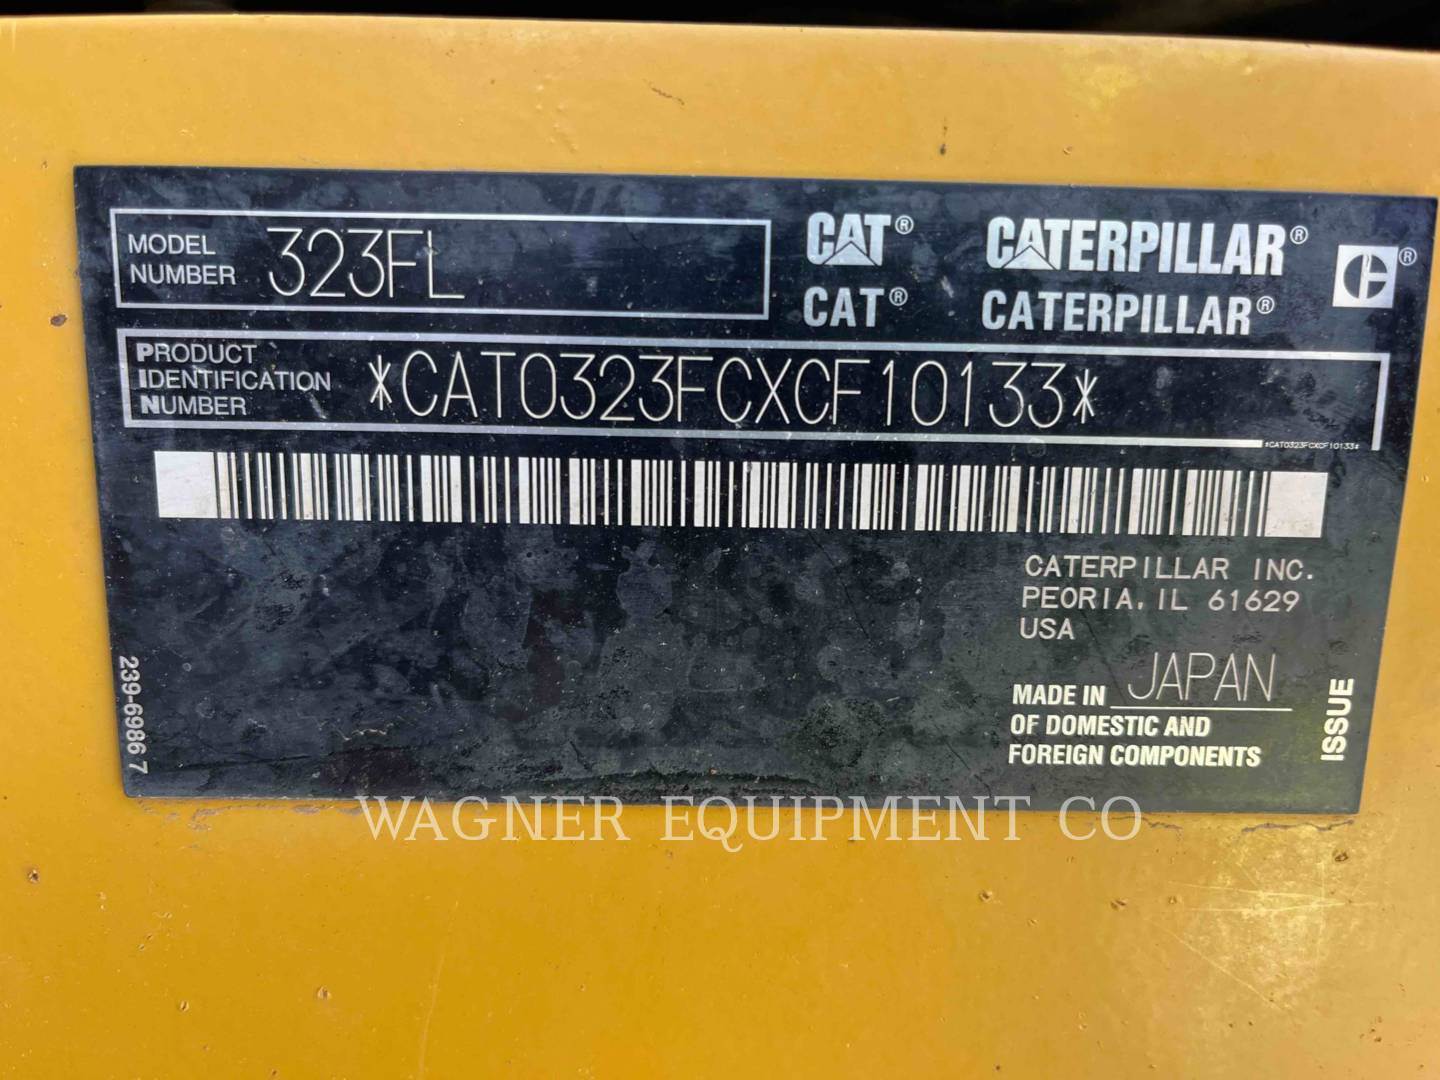 MODEL NUMBER 323FL
CAT® CATERPILLAR®
CAT® CATERPILLAR®
PRODUCT IDENTIFICATION NUMBER *CAT0323FCXCF10133*
*CAT0323FCXCF10133*
CATERPILLAR INC.
PEORIA, IL 61629
USA
MADE IN JAPAN
OF DOMESTIC AND
FOREIGN COMPONENTS
ISSUE
239-6986 7
WAGNER EQUIPMENT CO